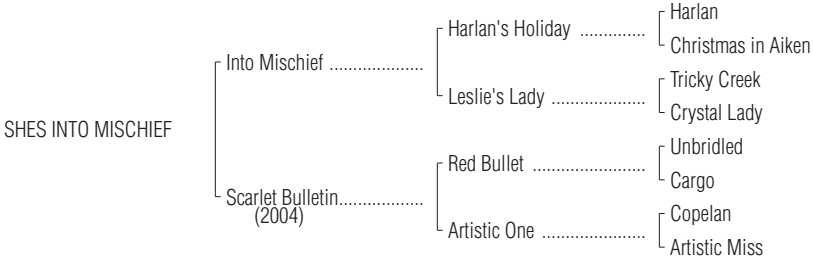 Harlan
Harlan's Holiday ..............
Christmas in Aiken
Into Mischief ....................
Tricky Creek
Leslie's Lady ....................
Crystal Lady
SHES INTO MISCHIEF
Unbridled
Red Bullet ........................
Cargo
Scarlet Bulletin..................
(2004)
Copelan
Artistic One ......................
Artistic Miss